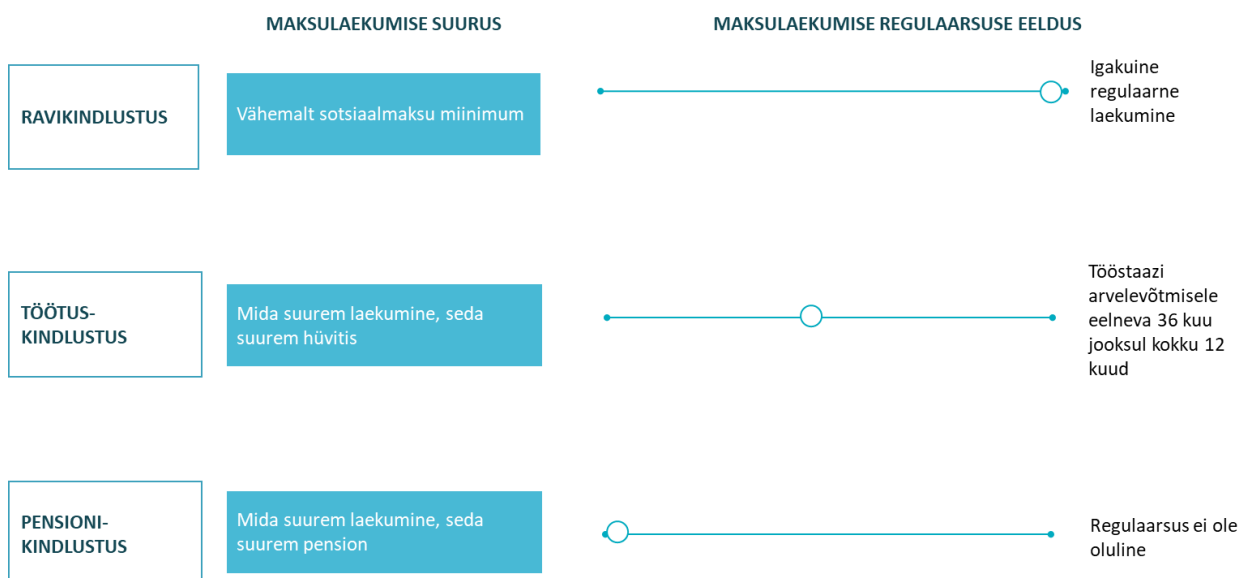 MAKSULAEKUMISE SUURUS
MAKSULAEKUMISE REGULAARSUSE EELDUS
RAVIKINDLUSTUS
Vähemalt sotsiaalmaksu miinimum
Igakuine
regulaarne
laekumine
TÖÖTUS-
KINDLUSTUS
Mida suurem laekumine, seda
suurem hüvitis
Tööstaazi
arvelevõtmisele
eelneva 36 kuu
jooksul kokku 12
kuud
PENSIONI-
KINDLUSTUS
Mida suurem laekumine, seda
suurem pension
Regulaarsus ei ole
oluline